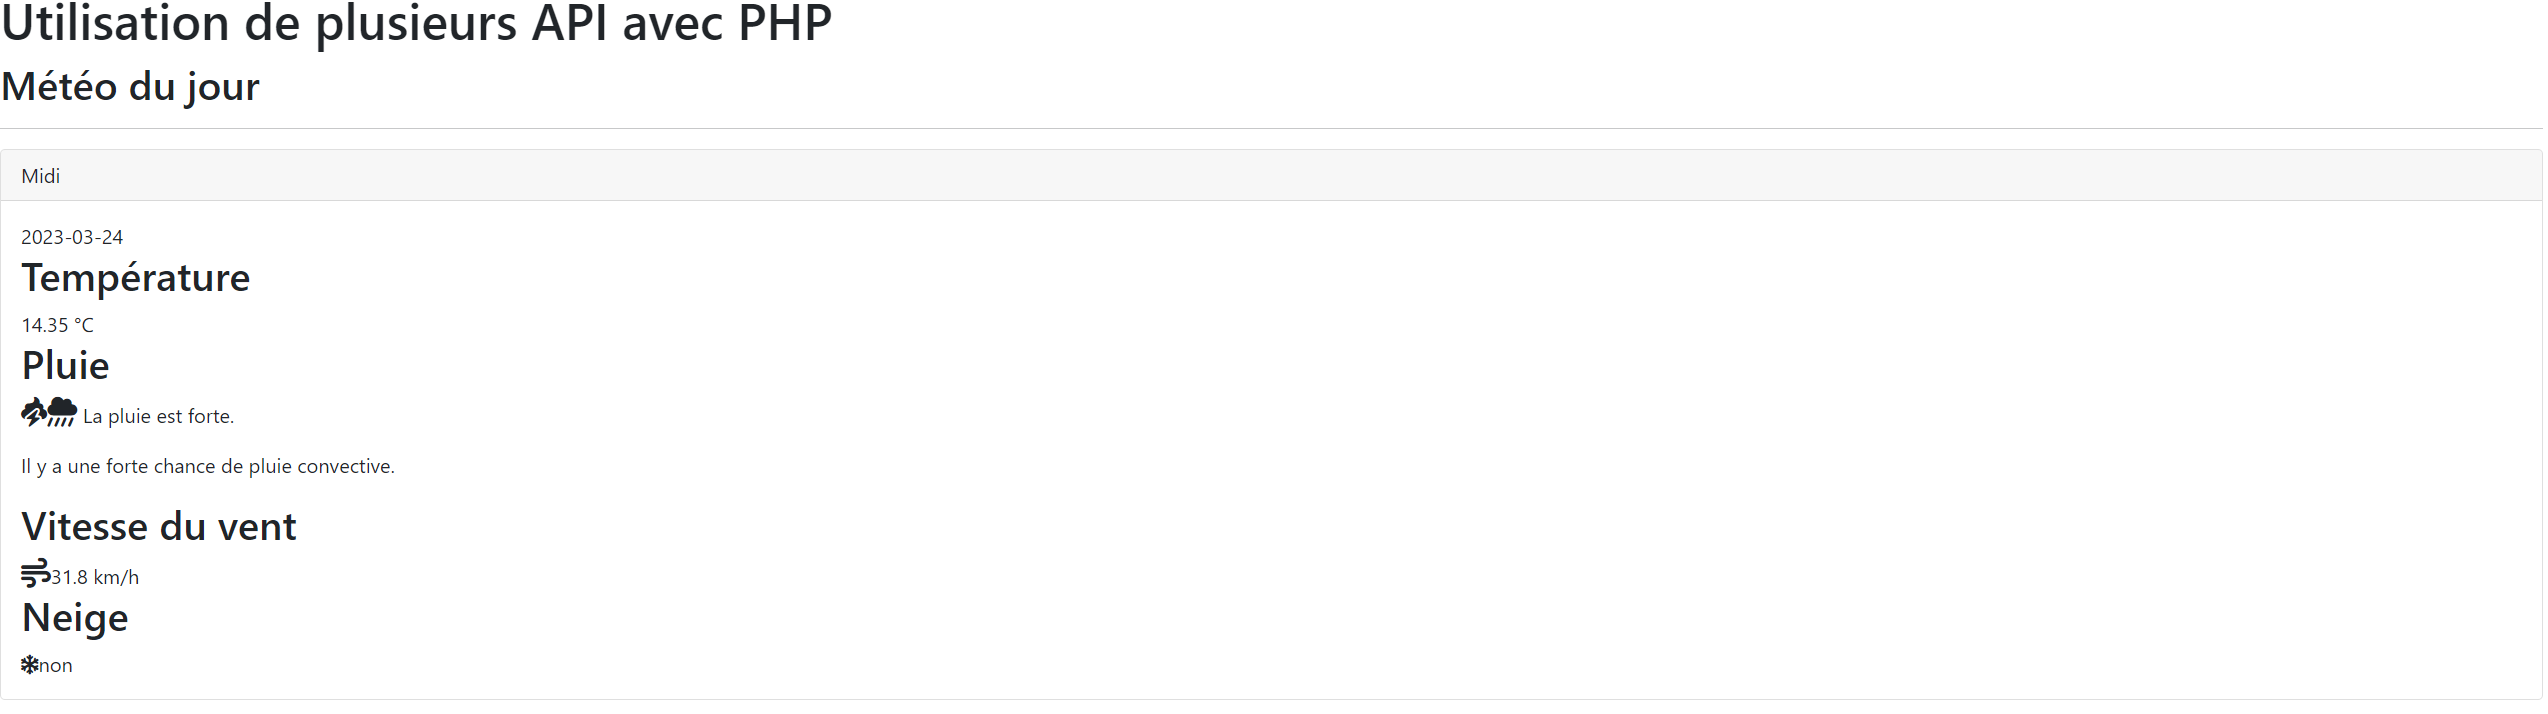 Utilisation de plusieurs API avec PHP
Météo du jour
Midi
2023-03-24
Température
14.35 °C
Pluie
La pluie est forte.
Il y a une forte chance de pluie convective.
Vitesse du vent
31.8 km/h
Neige
non